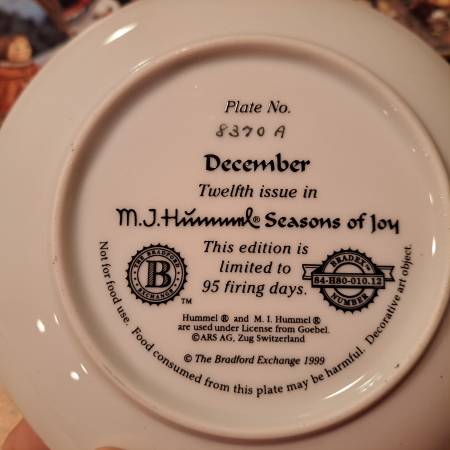 Plate No.
8370 A
December
Twelfth issue in
M.J. Hummel® Seasons of Joy
This edition is
limited to
95 firing days.
THE BRADFORD
B
EXCHANGE
TM
BRADEX™
84-H80-010.12
NUMBER
Hummel ® and M. I. Hummel ®
are used under License from Goebel.
©ARS AG, Zug Switzerland
© The Bradford Exchange 1999
Not for food use. Food consumed from this plate may be harmful. Decorative art object.